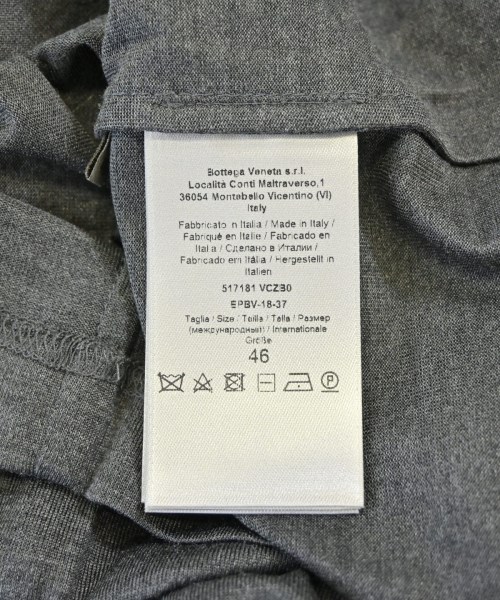 Bottega Veneta s.r.l.
Località Conti Maltraverso,1
36054 Montebello Vicentino (VI)
Italy
Fabbricato in Italia / Made in Italy /
Fabriqué en Italie / Fabricado en
Italia / Сделано в Италии /
Fabricado em Itália / Hergestellt in
Italien
517181 VCZB0
EPBV-18-37
Taglia / Size / Taille / Talla / Размер
(международный) / Internationale
Größe
46
P